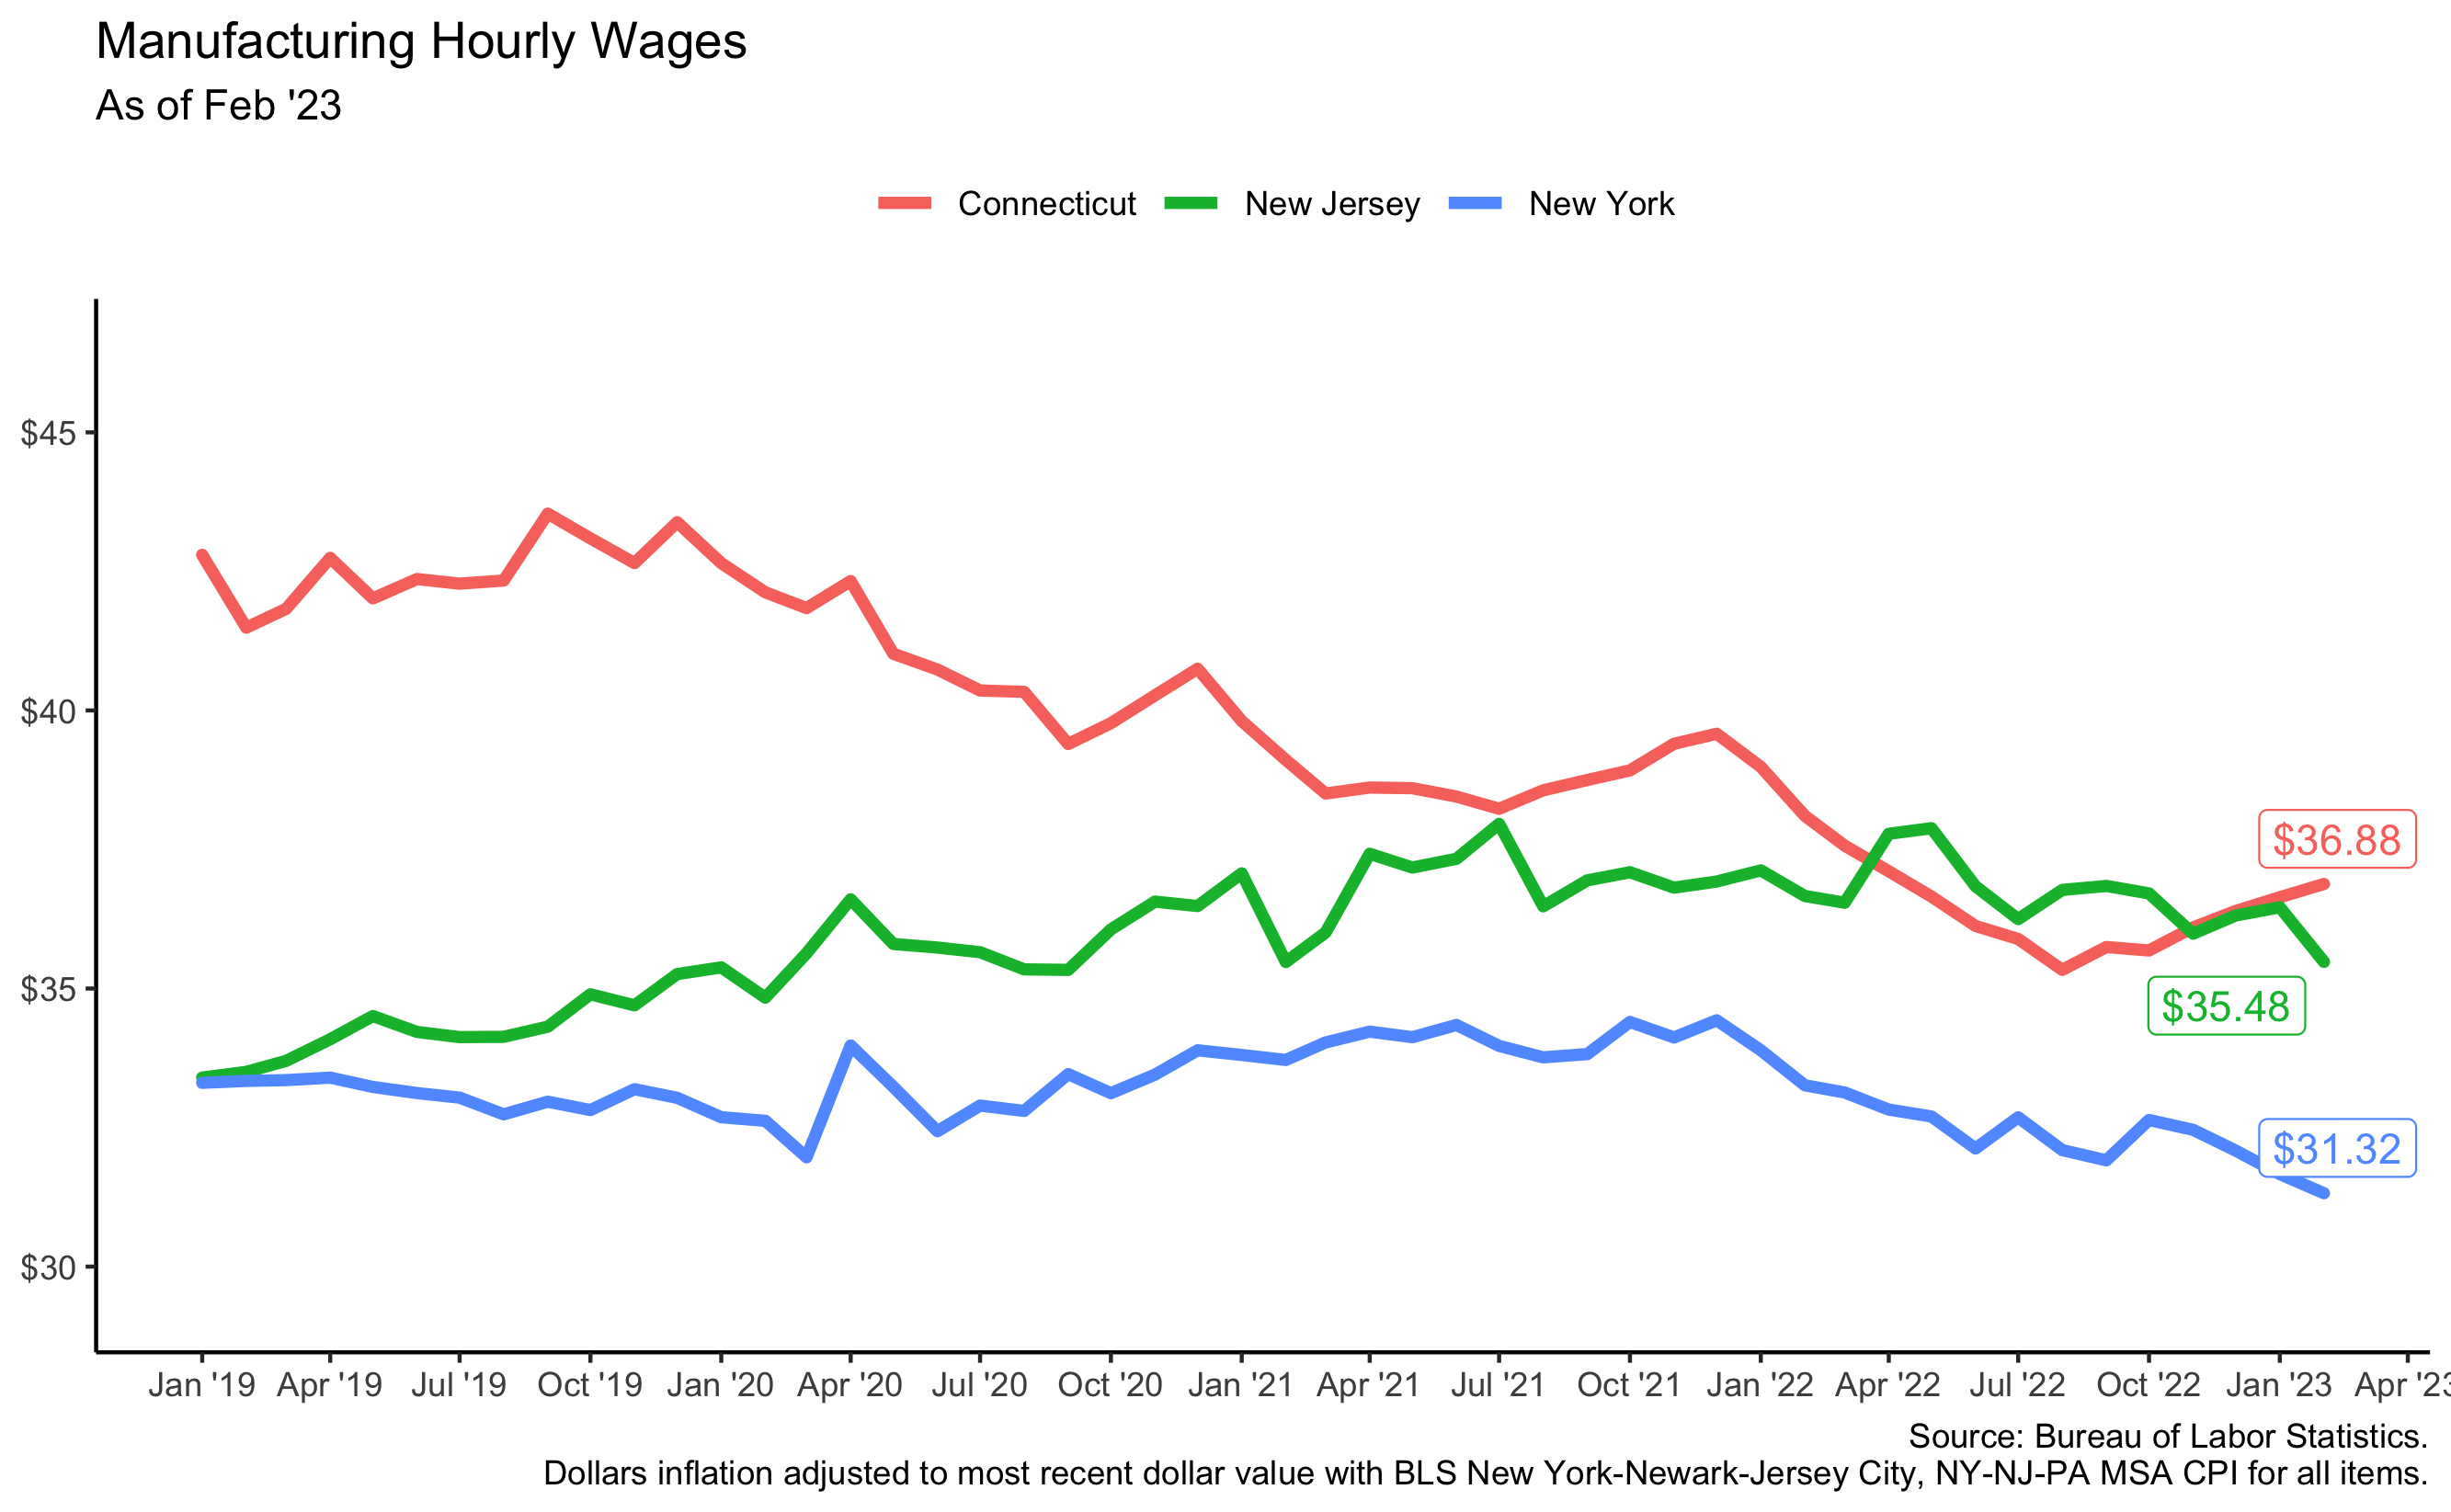 Manufacturing Hourly Wages
As of Feb '23
Connecticut New Jersey New York
$45
$40
$35
$30
$36.88
$35.48
$31.32
Jan '19 Apr '19 Jul '19 Oct '19 Jan '20 Apr '20 Jul '20 Oct '20 Jan '21 Apr '21 Jul '21 Oct '21 Jan '22 Apr '22 Jul '22 Oct '22 Jan '23 Apr '23
Source: Bureau of Labor Statistics.
Dollars inflation adjusted to most recent dollar value with BLS New York-Newark-Jersey City, NY-NJ-PA MSA CPI for all items.